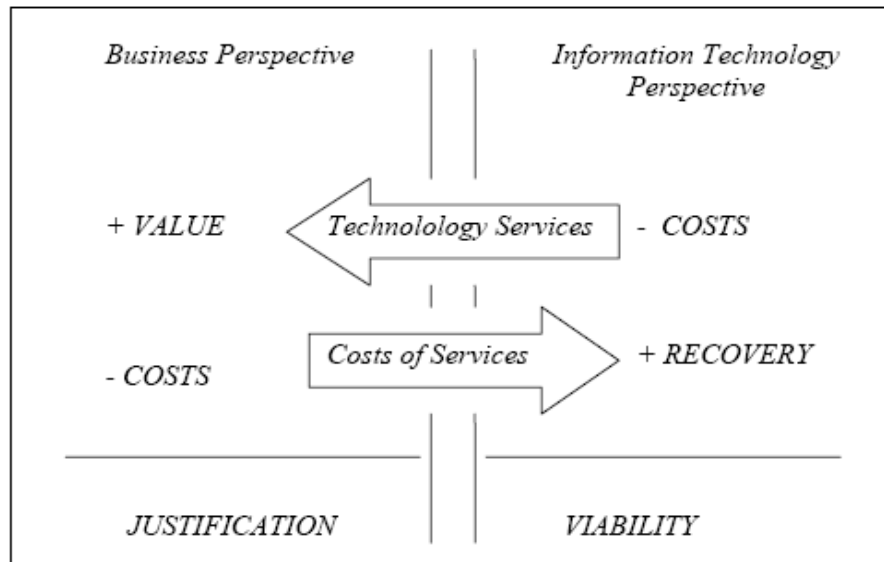 Business Perspective
Information Technology
Perspective
+ VALUE
Technolology Services
- COSTS
- COSTS
Costs of Services
+ RECOVERY
JUSTIFICATION
VIABILITY